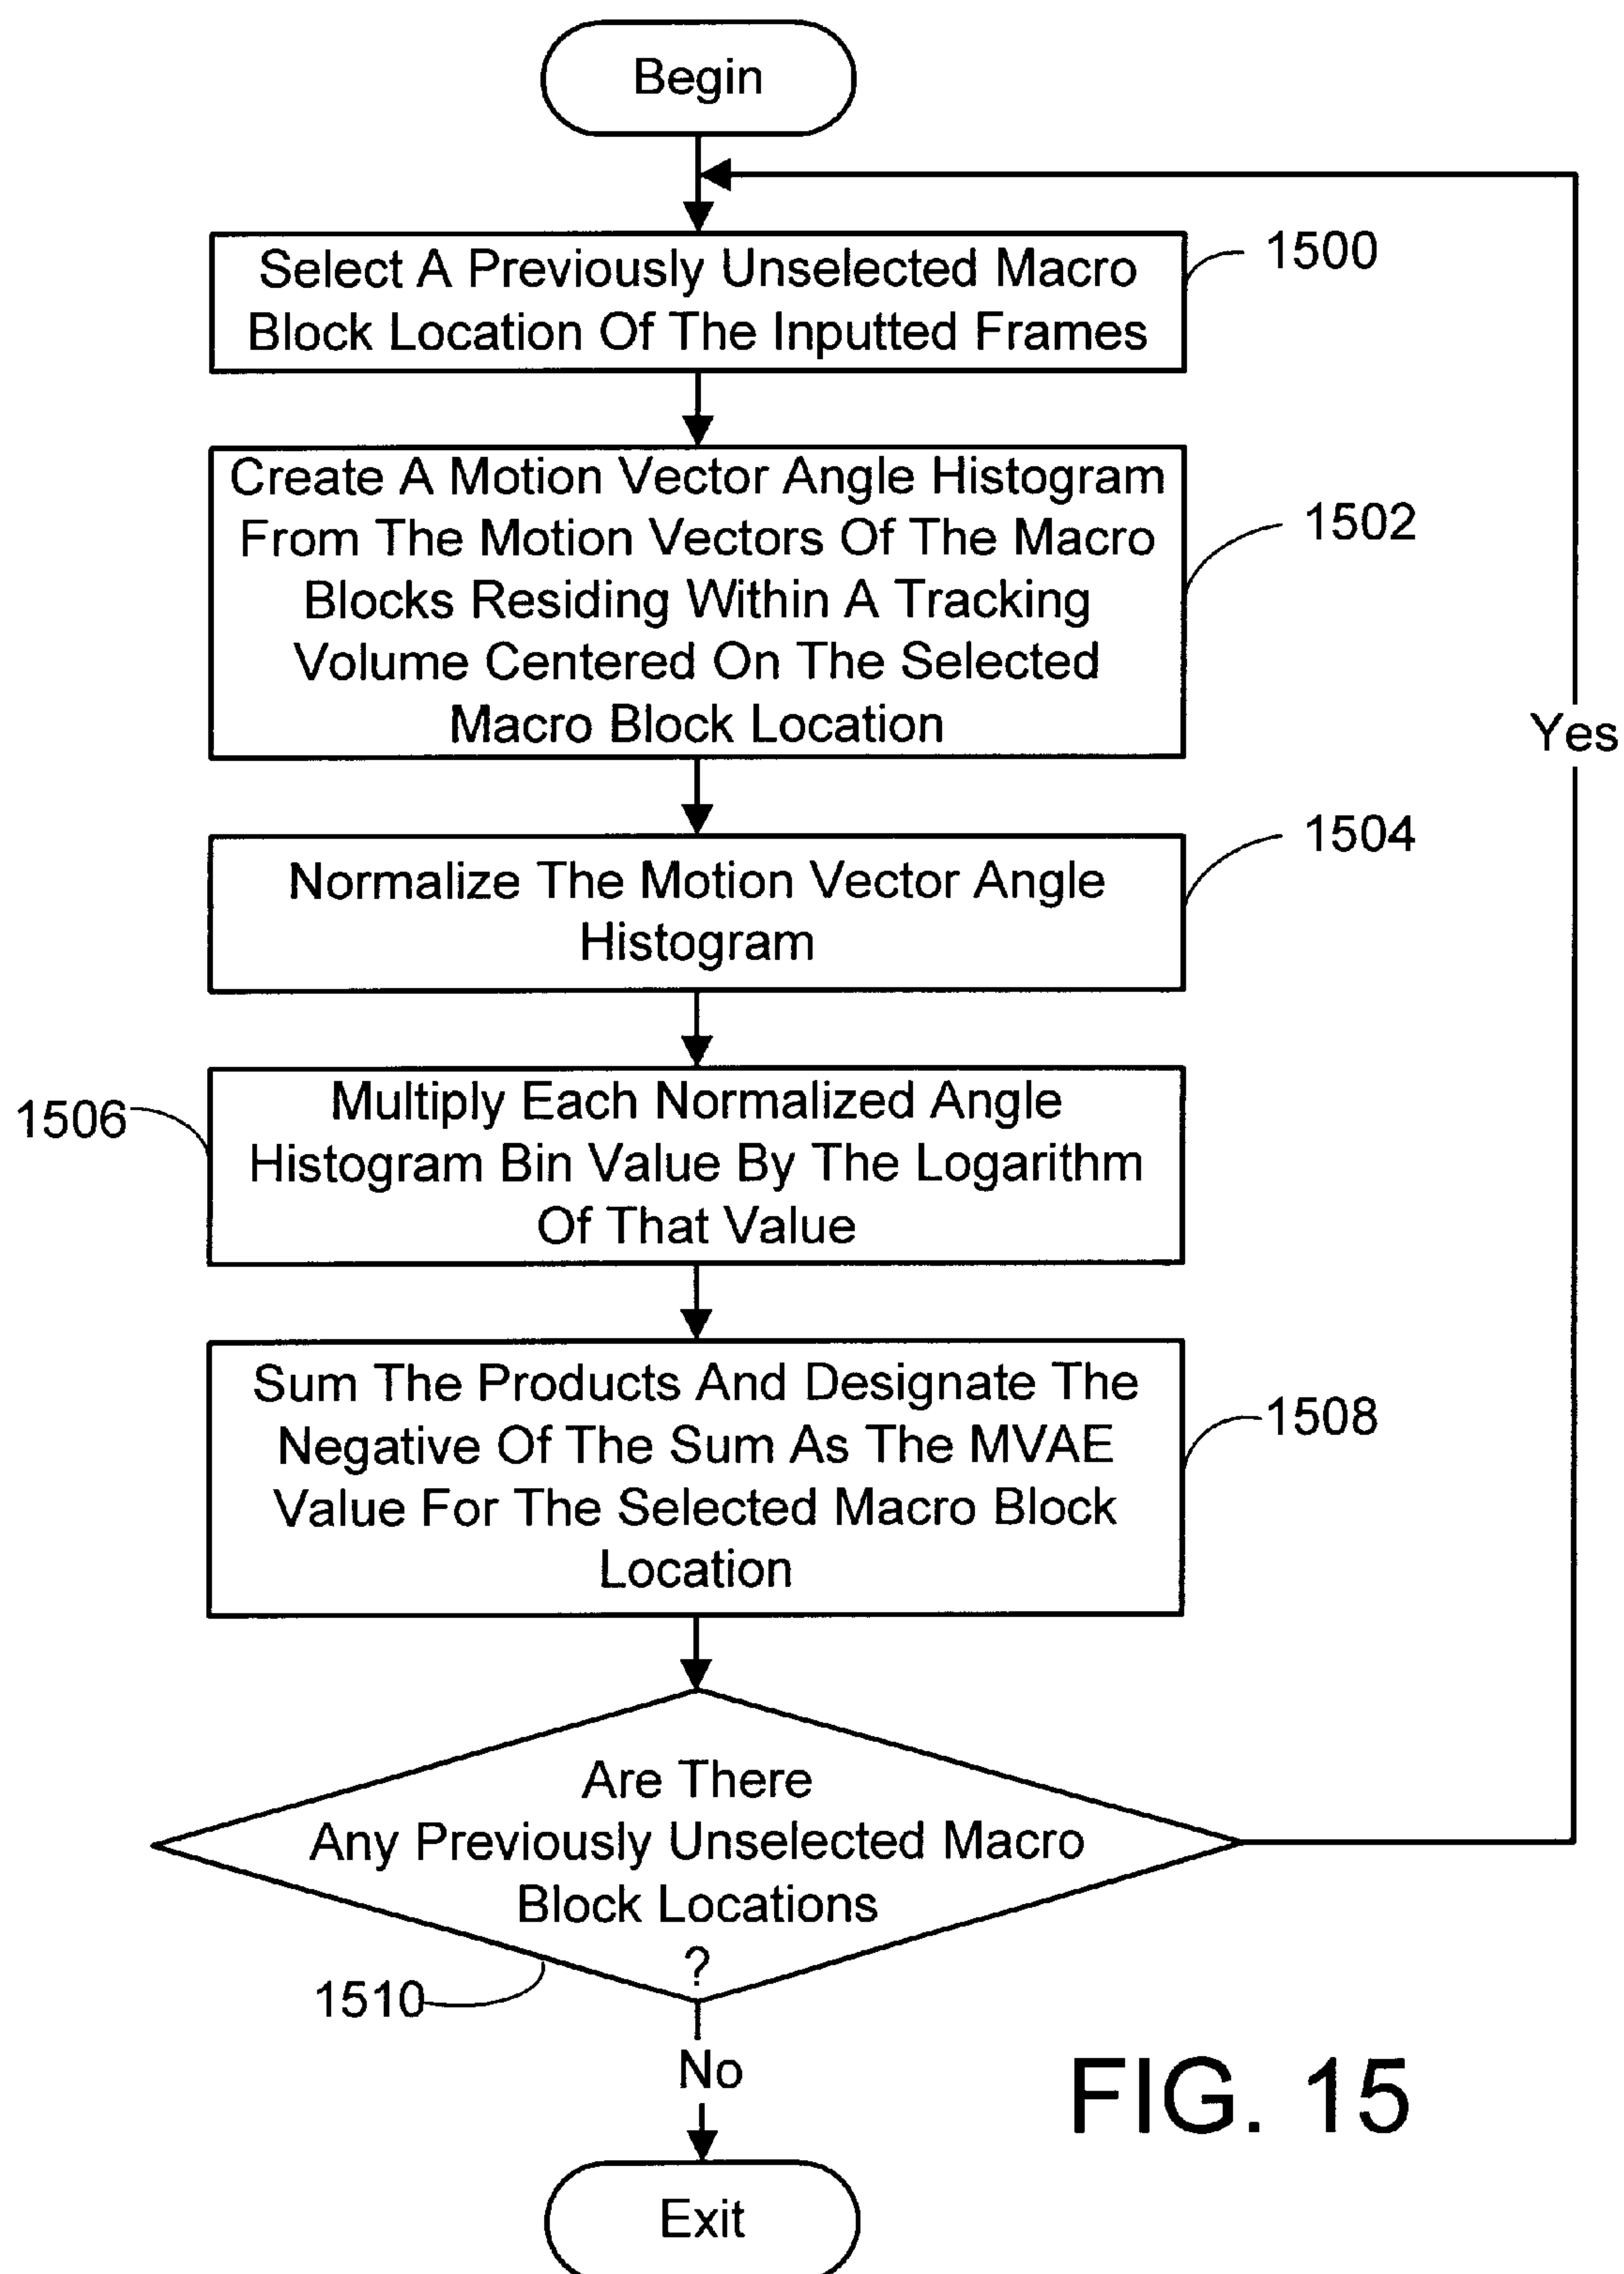 Begin
Select A Previously Unselected Macro
Block Location Of The Inputted Frames
1500
Create A Motion Vector Angle Histogram
From The Motion Vectors Of The Macro
Blocks Residing Within A Tracking
Volume Centered On The Selected
Macro Block Location
1502
Yes
Normalize The Motion Vector Angle
Histogram
1504
1506
Multiply Each Normalized Angle
Histogram Bin Value By The Logarithm
Of That Value
Sum The Products And Designate The
Negative Of The Sum As The MVAE
Value For The Selected Macro Block
Location
1508
Are There
Any Previously Unselected Macro
Block Locations
?
1510
No
Exit
FIG. 15